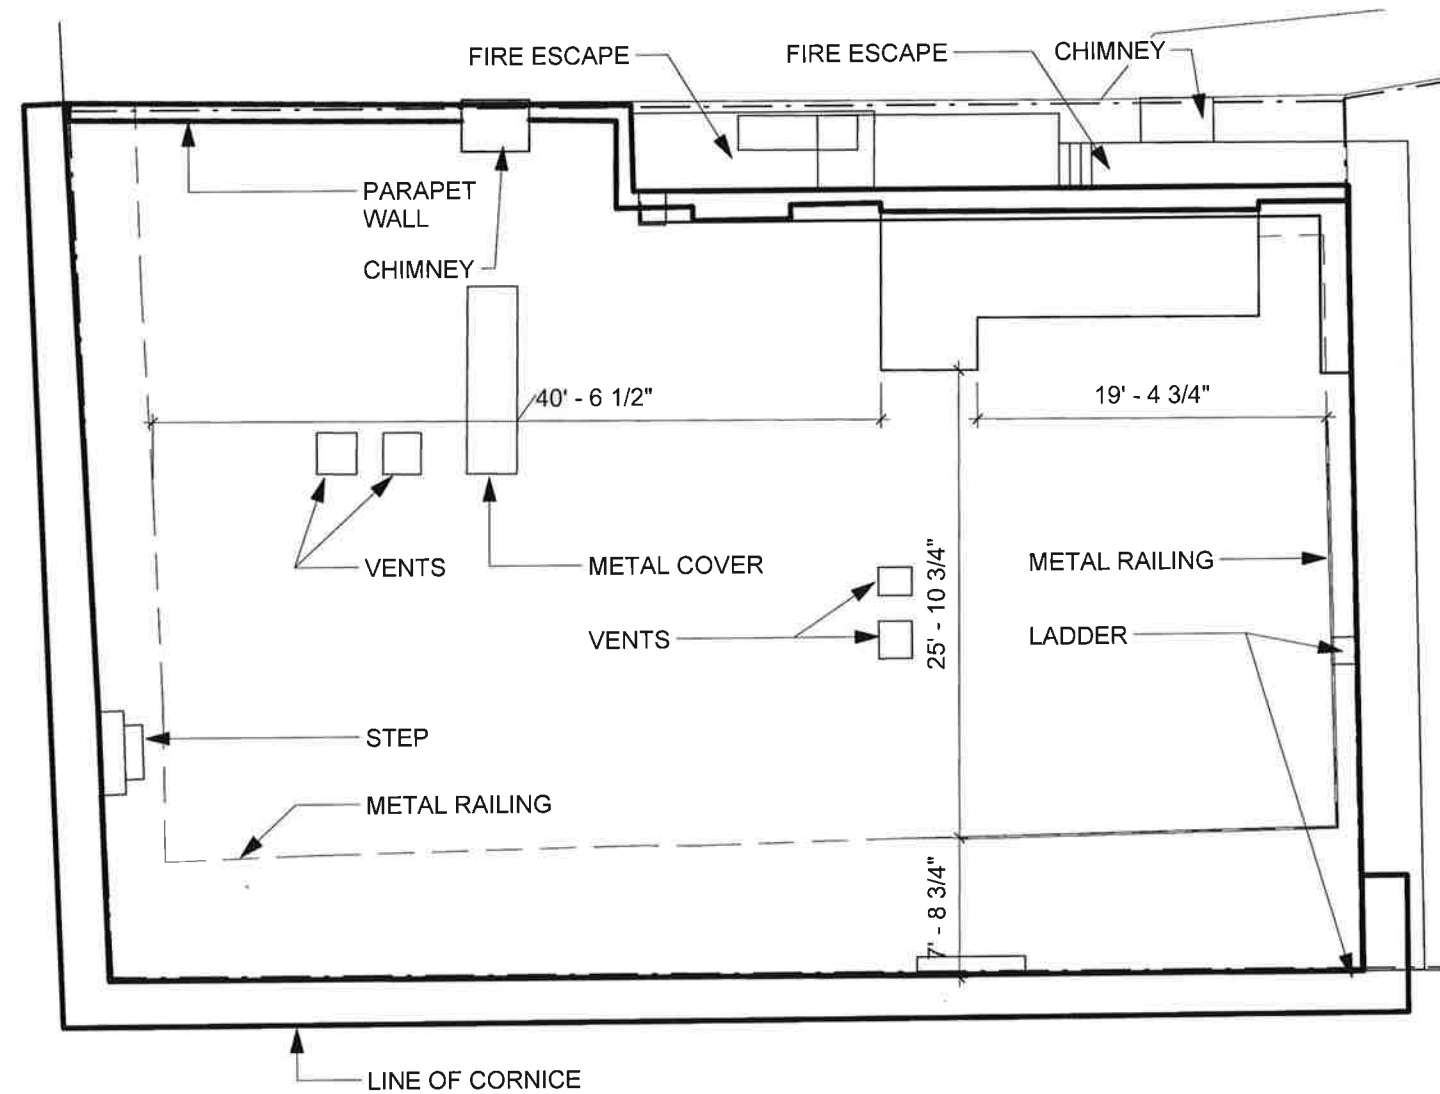 FIRE ESCAPE
FIRE ESCAPE
CHIMNEY
PARAPET
WALL
CHIMNEY
40' - 6 1/2"
19' - 4 3/4"
VENTS
METAL COVER
25' - 10 3/4"
METAL RAILING
VENTS
LADDER
STEP
METAL RAILING
7' - 8 3/4"
LINE OF CORNICE